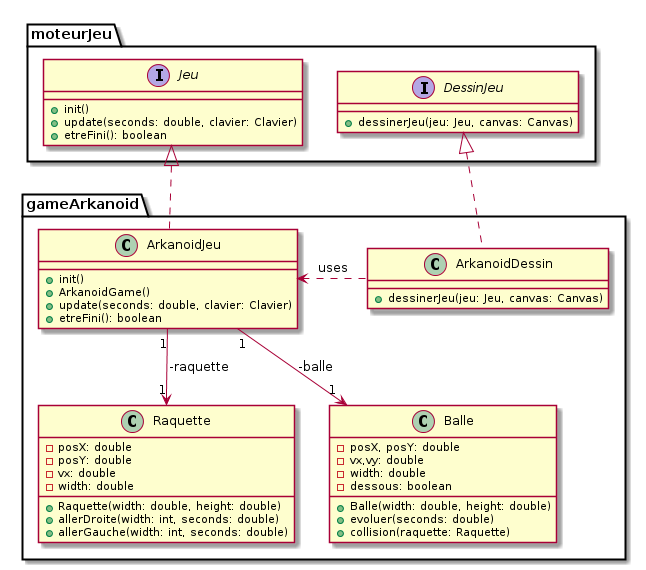 moteurJeu
I Jeu
init()
update(seconds: double, clavier: Clavier)
etreFini(): boolean
I DessinJeu
dessinerJeu(jeu: Jeu, canvas: Canvas)
gameArkanoid
C ArkanoidJeu
init()
ArkanoidGame()
update(seconds: double, clavier: Clavier)
etreFini(): boolean
uses
C ArkanoidDessin
dessinerJeu(jeu: Jeu, canvas: Canvas)
1
1
-raquette
-balle
1
1
C Raquette
posX: double
posY: double
vx: double
width: double
Raquette(width: double, height: double)
allerDroite(width: int, seconds: double)
allerGauche(width: int, seconds: double)
C Balle
posX, posY: double
vx,vy: double
width: double
dessous: boolean
Balle(width: double, height: double)
evoluer(seconds: double)
collision(raquette: Raquette)